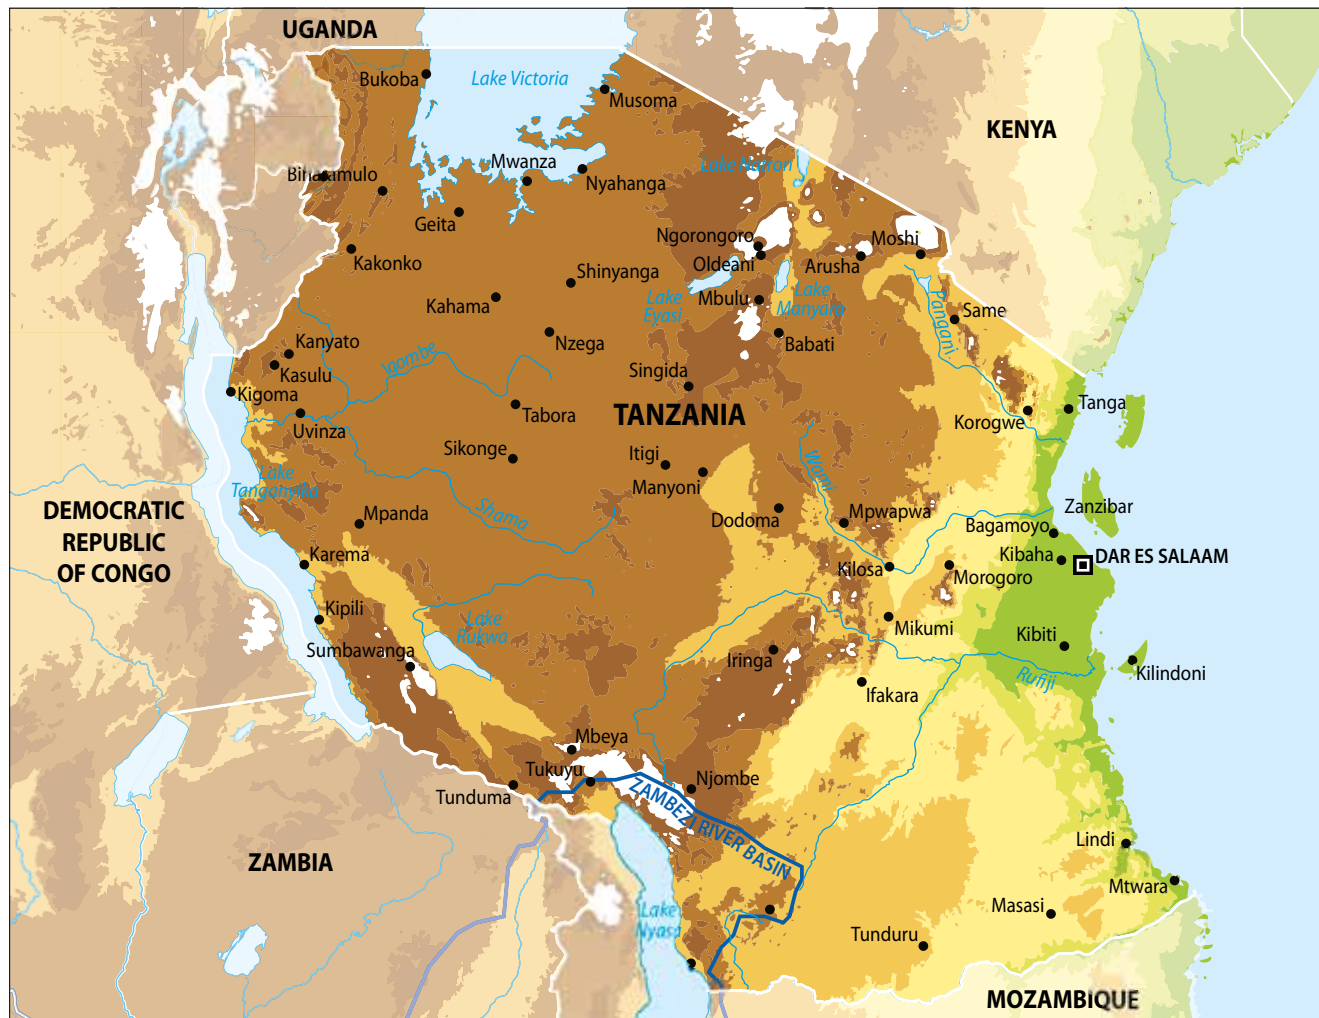 UGANDA
Bukoba
Lake Victoria
Musoma
KENYA
Mwanza
Nyahanga
Lake Natron
Biharamulo
Geita
Ngorongoro
Moshi
Oldeani
Arusha
Kakonko
Shinyanga
Kahama
Lake
Eyasi
Mbulu
Lake
Manyara
Pangani
Same
Nzega
Babati
Kanyato
Kasulu
Igombe
Singida
Kigoma
Tabora
TANZANIA
Tanga
Korogwe
Uvinza
Sikonge
Itigi
Manyoni
Wami
Lake
Tanganyika
DEMOCRATIC
REPUBLIC
OF CONGO
Mpanda
Shama
Dodoma
Mpwapwa
Zanzibar
Bagamoyo
Karema
Kilosa
Morogoro
Kibaha
DAR ES SALAAM
Kipili
Lake
Rukwa
Mikumi
Kibiti
Sumbawanga
Iringa
Ifakara
Rufiji
Kilindoni
Mbeya
Tukuyu
Tunduma
Njombe
ZAMBEZI RIVER BASIN
ZAMBIA
Lindi
Mtwara
Masasi
Lake
Nyasa
Tunduru
MOZAMBIQUE